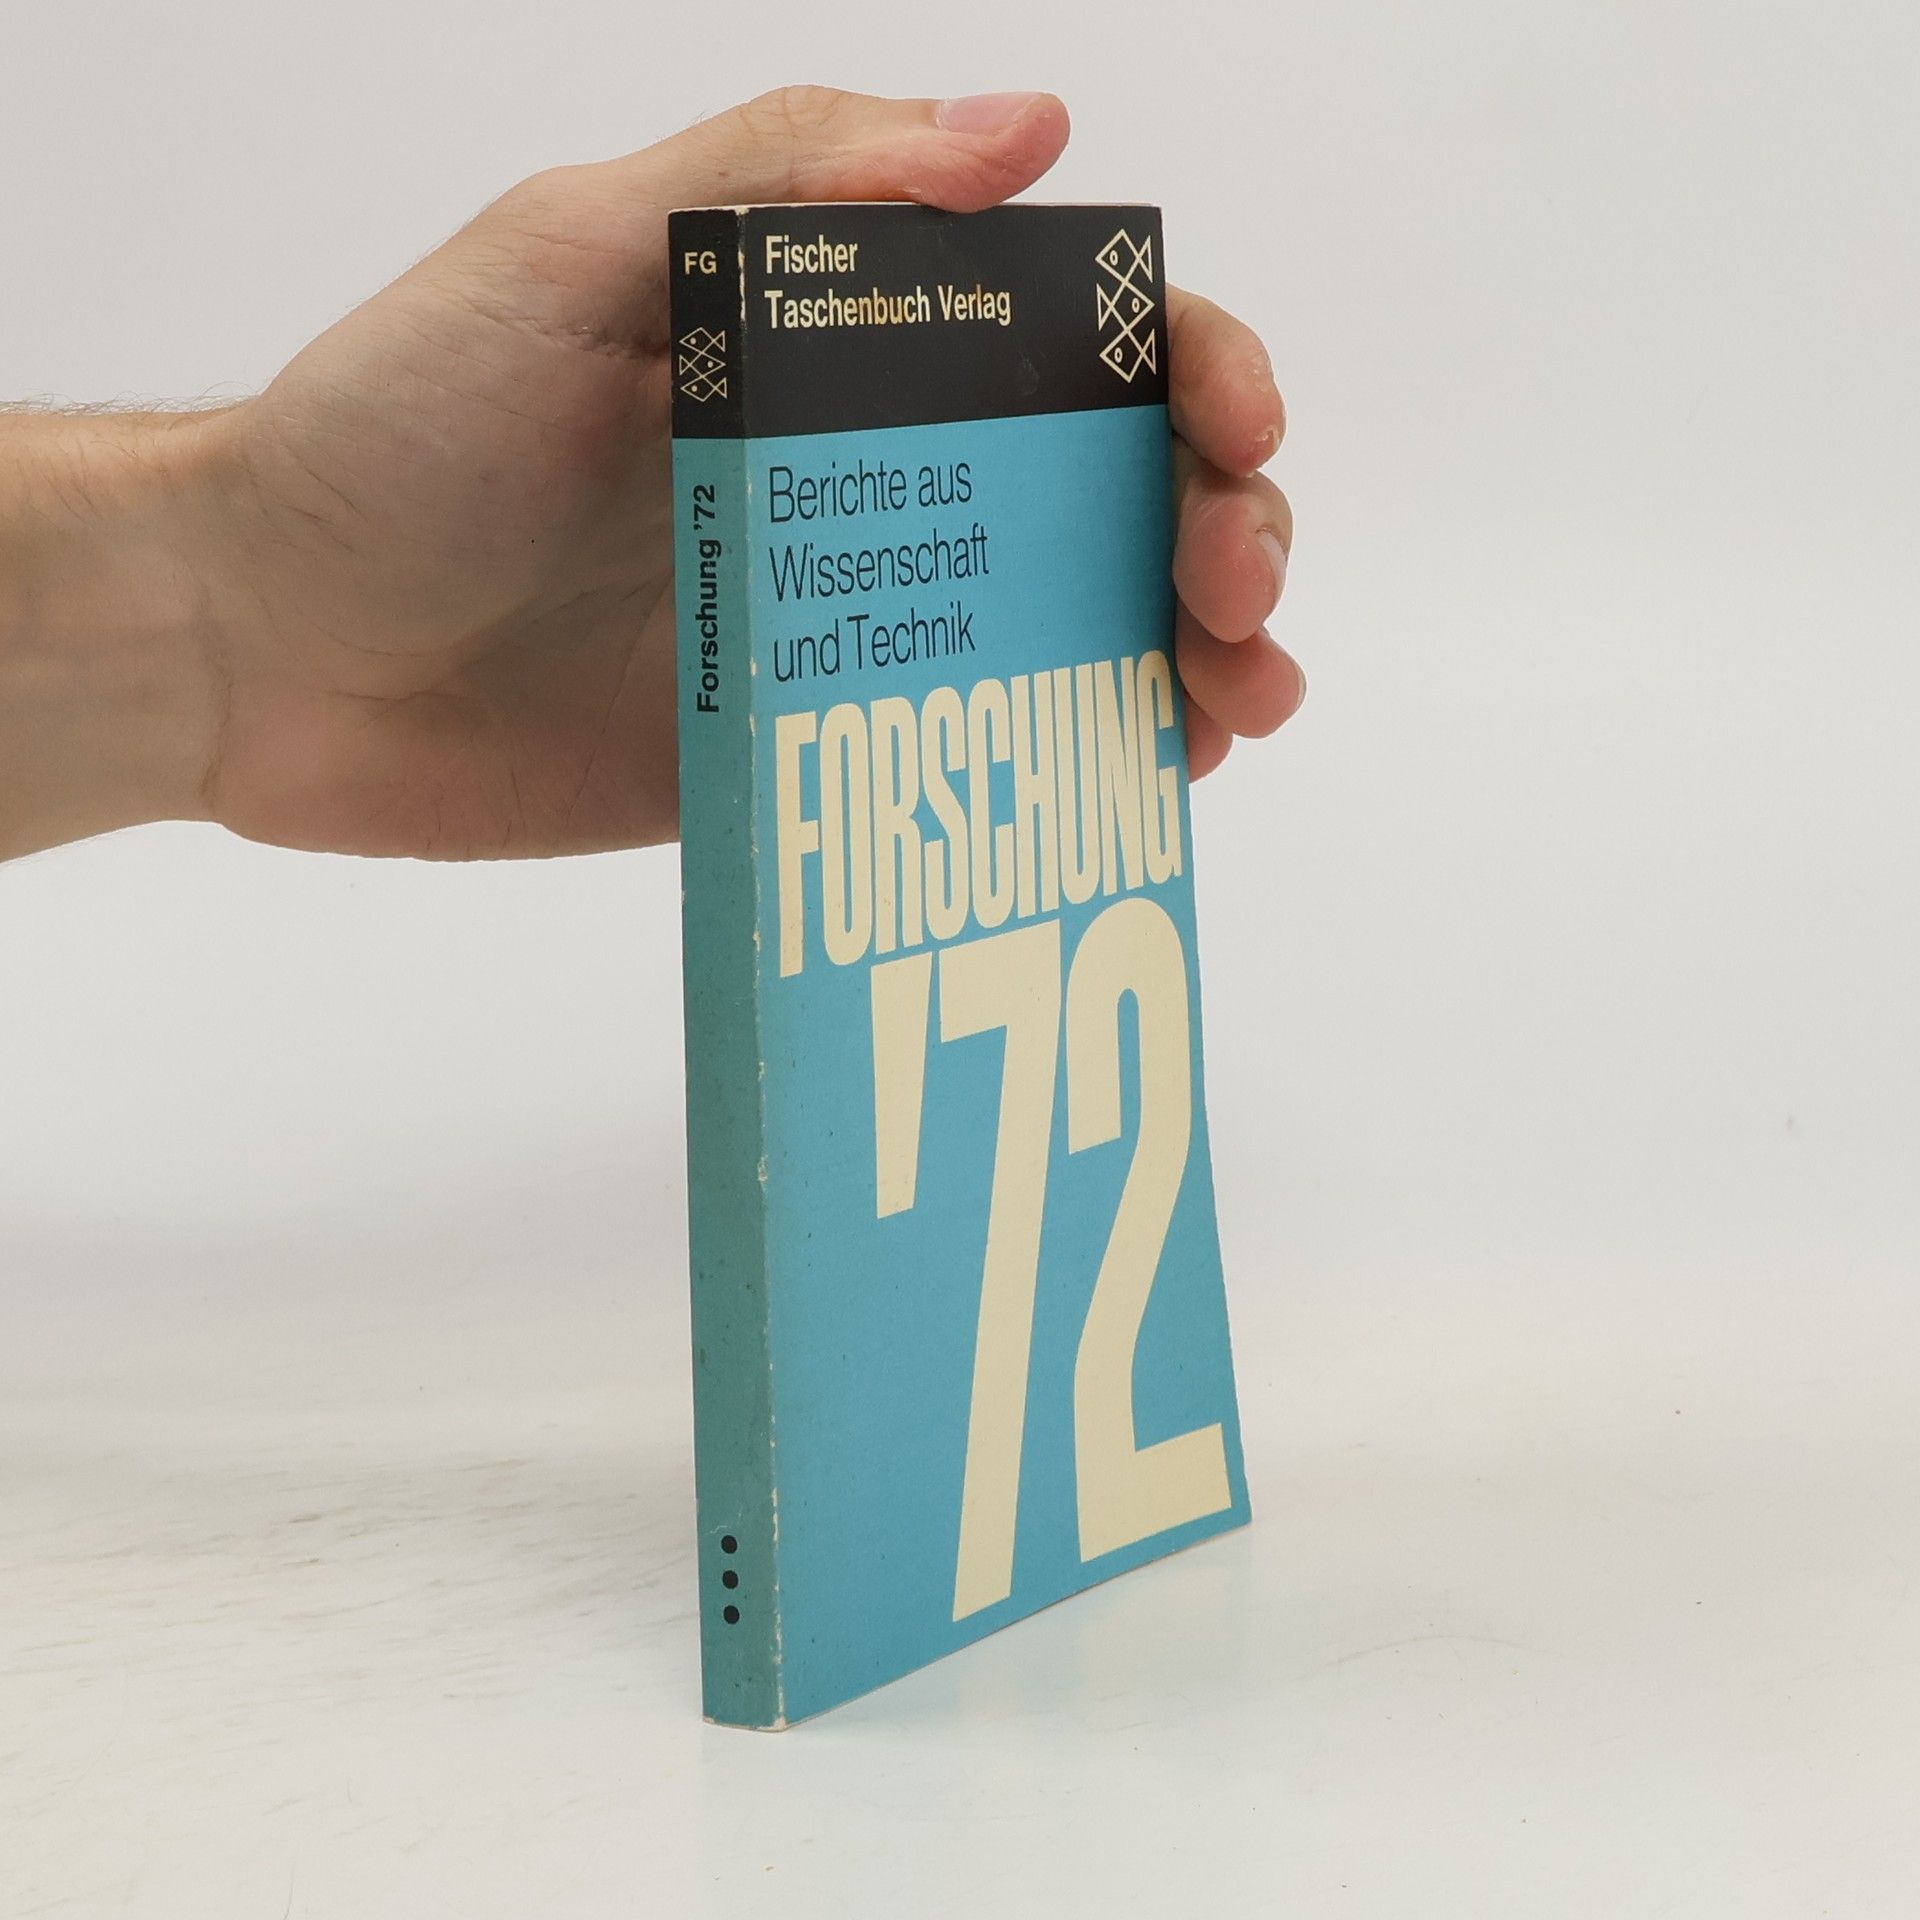 FG
Forschung '72
Fischer
Taschenbuch Verlag
Berichte aus
Wissenschaft
und Technik
FORSCHUNG
'72